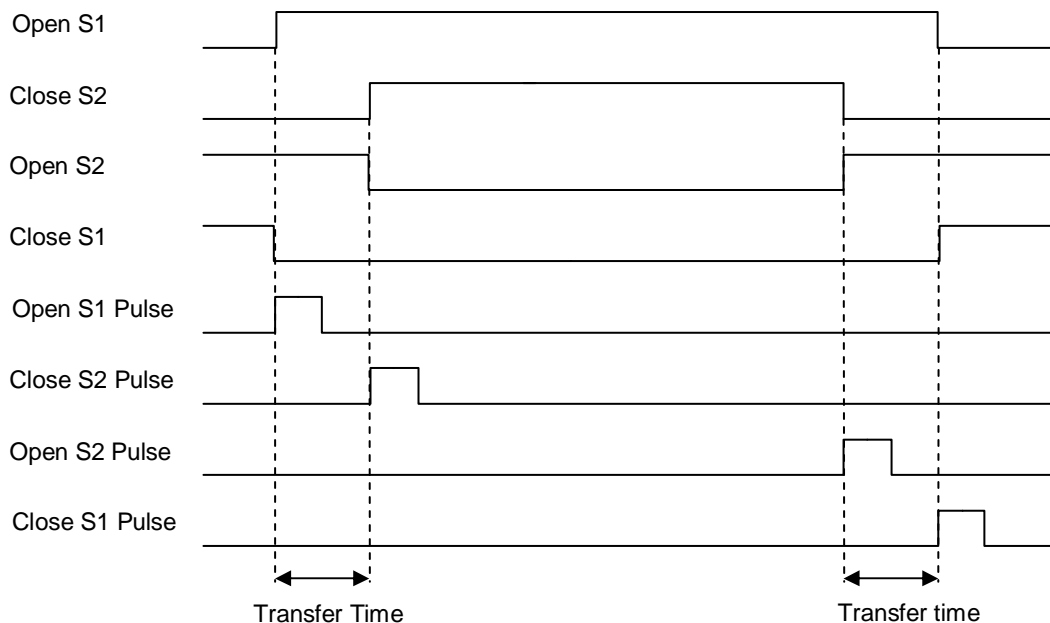 Open S1
Close S2
Open S2
Close S1
Open S1 Pulse
Close S2 Pulse
Open S2 Pulse
Close S1 Pulse
Transfer Time
Transfer time